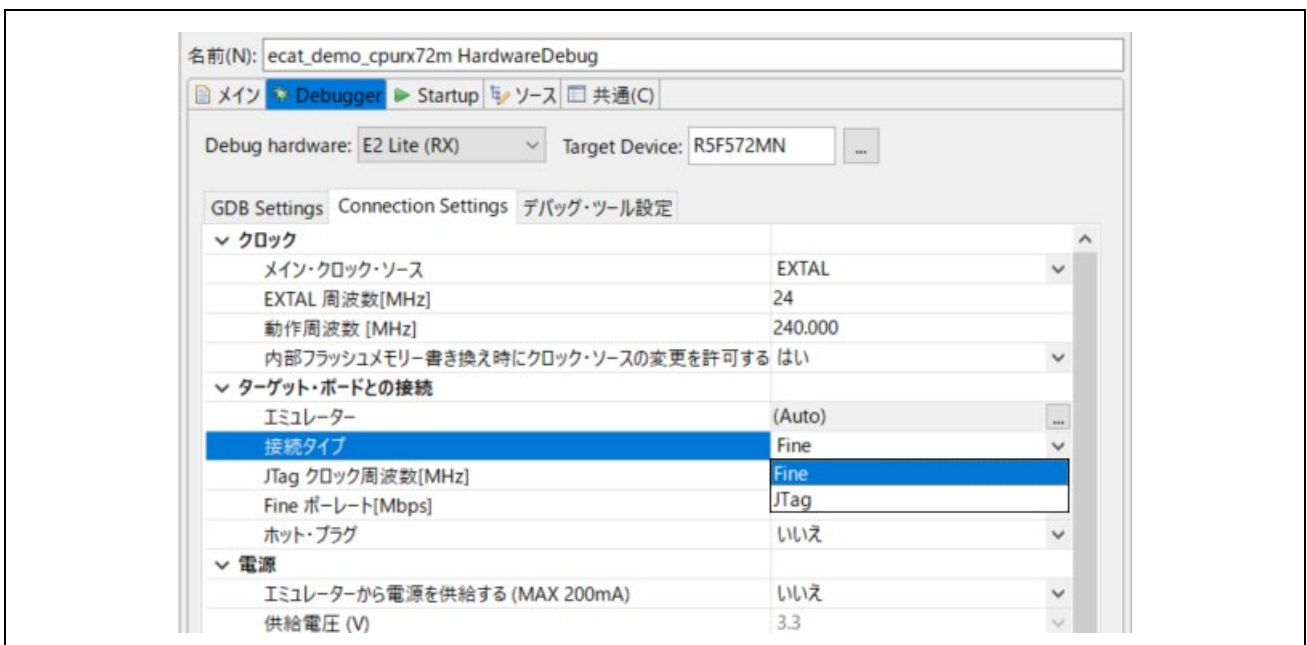 名前(N): ecat_demo_cpurx72m HardwareDebug
メイン Debugger Startup ソース 共通(C)
Debug hardware: E2 Lite (RX) Target Device: R5F572MN ...
GDB Settings Connection Settings デバッグ・ツール設定
クロック
メイン・クロック・ソース EXTAL
EXTAL 周波数[MHz] 24
動作周波数 [MHz] 240.000
内部フラッシュメモリー書き換え時にクロック・ソースの変更を許可する はい
ターゲット・ボードとの接続
エミュレーター (Auto) ...
接続タイプ Fine
JTag クロック周波数[MHz] Fine
Fine ボーレート[Mbps] JTag
ホット・プラグ いいえ
電源
エミュレーターから電源を供給する (MAX 200mA) いいえ
供給電圧 (V) 3.3